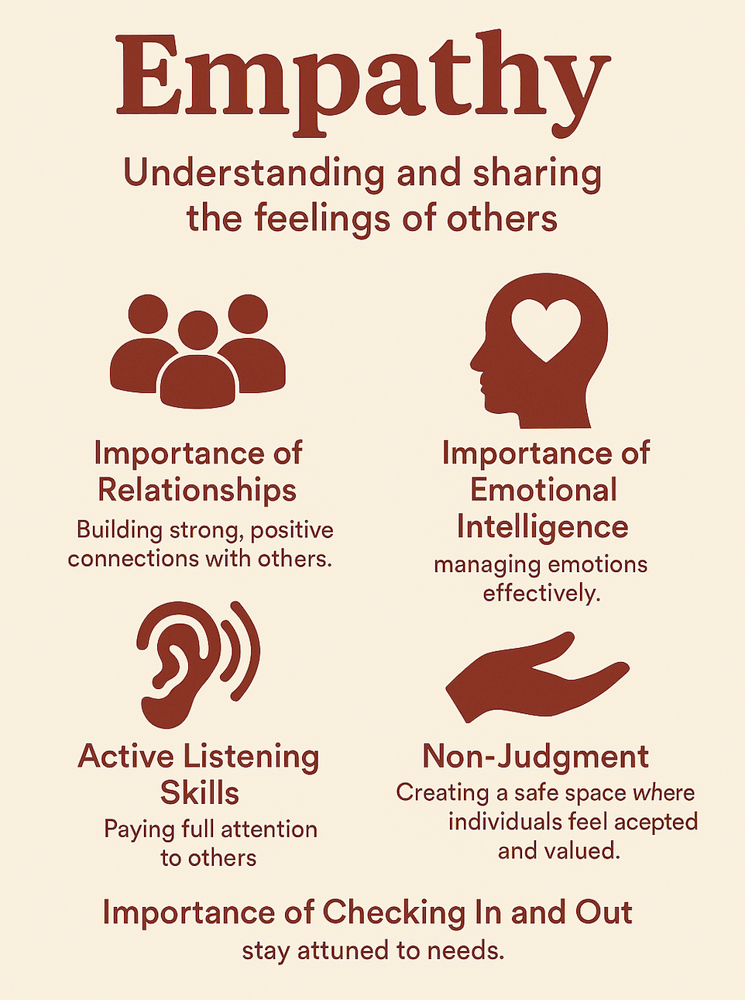 Empathy
Understanding and sharing
the feelings of others
Importance of
Relationships
Building strong, positive
connections with others.
Importance of
Emotional
Intelligence
managing emotions
effectively.
Active Listening
Skills
Paying full attention
to others
Non-Judgment
Creating a safe space where
individuals feel acepted
and valued.
Importance of Checking In and Out
stay attuned to needs.